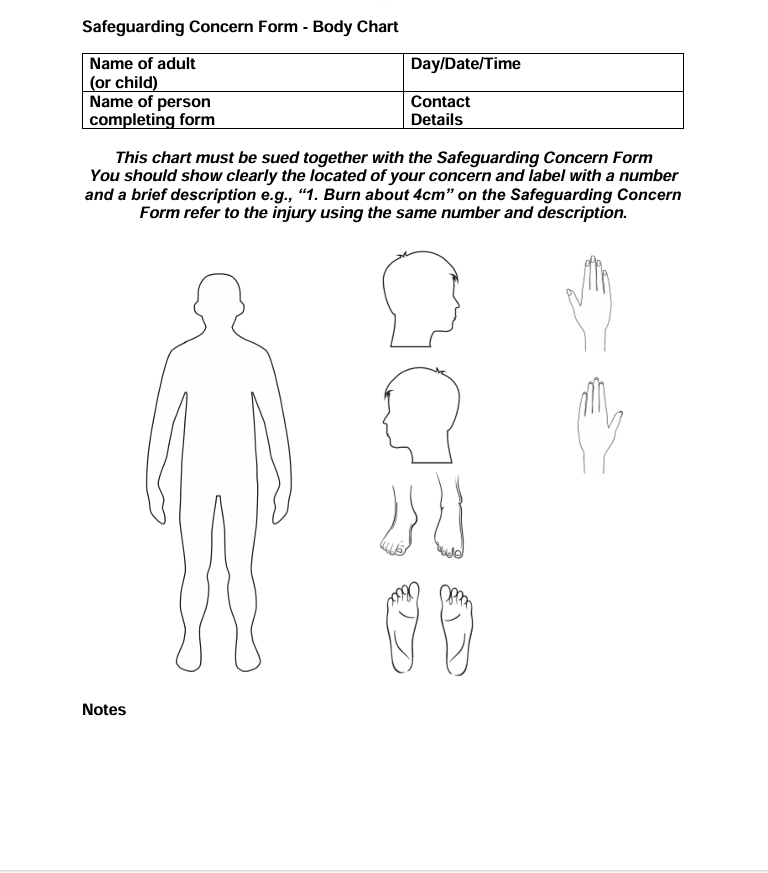 Safeguarding Concern Form - Body Chart
Name of adult
(or child)
Day/Date/Time
Name of person
completing form
Contact
Details
This chart must be sued together with the Safeguarding Concern Form
You should show clearly the located of your concern and label with a number
and a brief description e.g., “1. Burn about 4cm” on the Safeguarding Concern
Form refer to the injury using the same number and description.
Notes